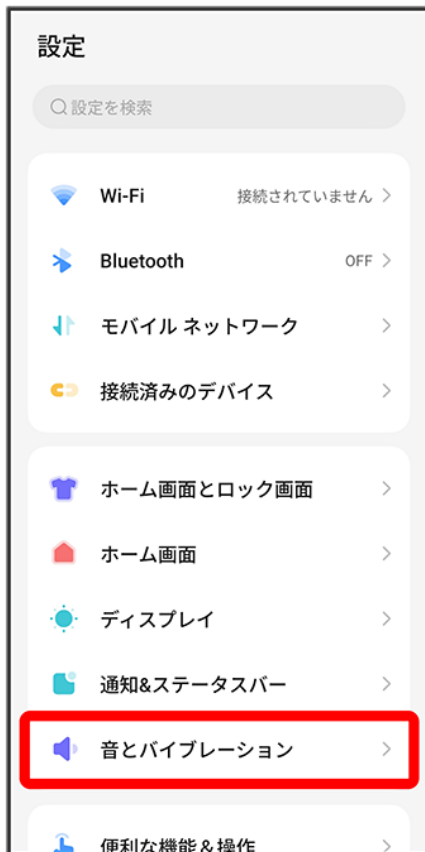 設定
設定を検索
Wi-Fi 接続されていません
Bluetooth OFF
モバイル ネットワーク
接続済みのデバイス
ホーム画面とロック画面
ホーム画面
ディスプレイ
通知&ステータスバー
音とバイブレーション
便利な機能＆操作